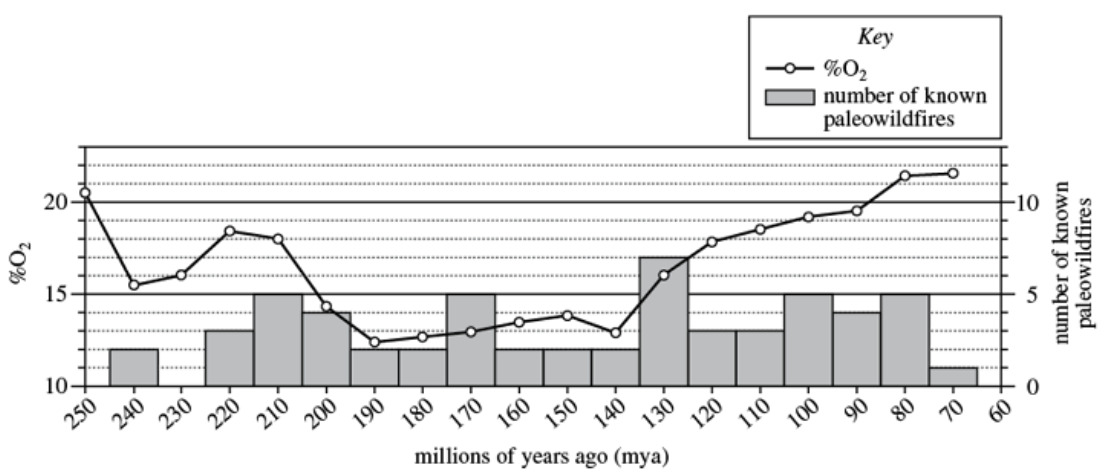 Key
%O₂
number of known
paleowildfires
20
15
10
%O₂
10
5
0
number of known
paleowildfires
250 240 230 220 210 200 190 180 170 160 150 140 130 120 110 100 90 80 70 60
millions of years ago (mya)